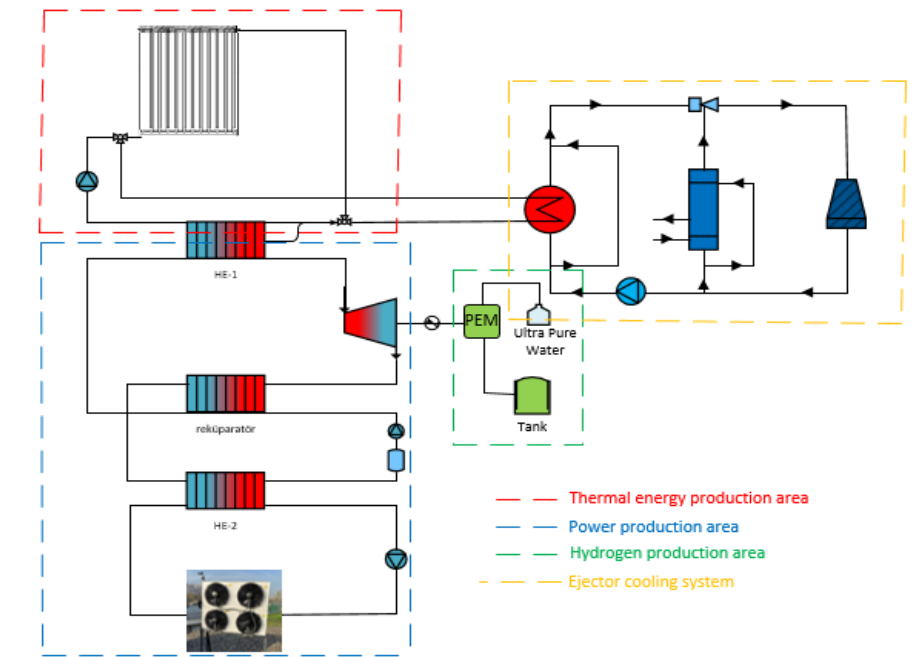 HE-1
PEM
Ultra Pure
Water
reküparatör
Tank
HE-2
Thermal energy production area
Power production area
Hydrogen production area
Ejector cooling system